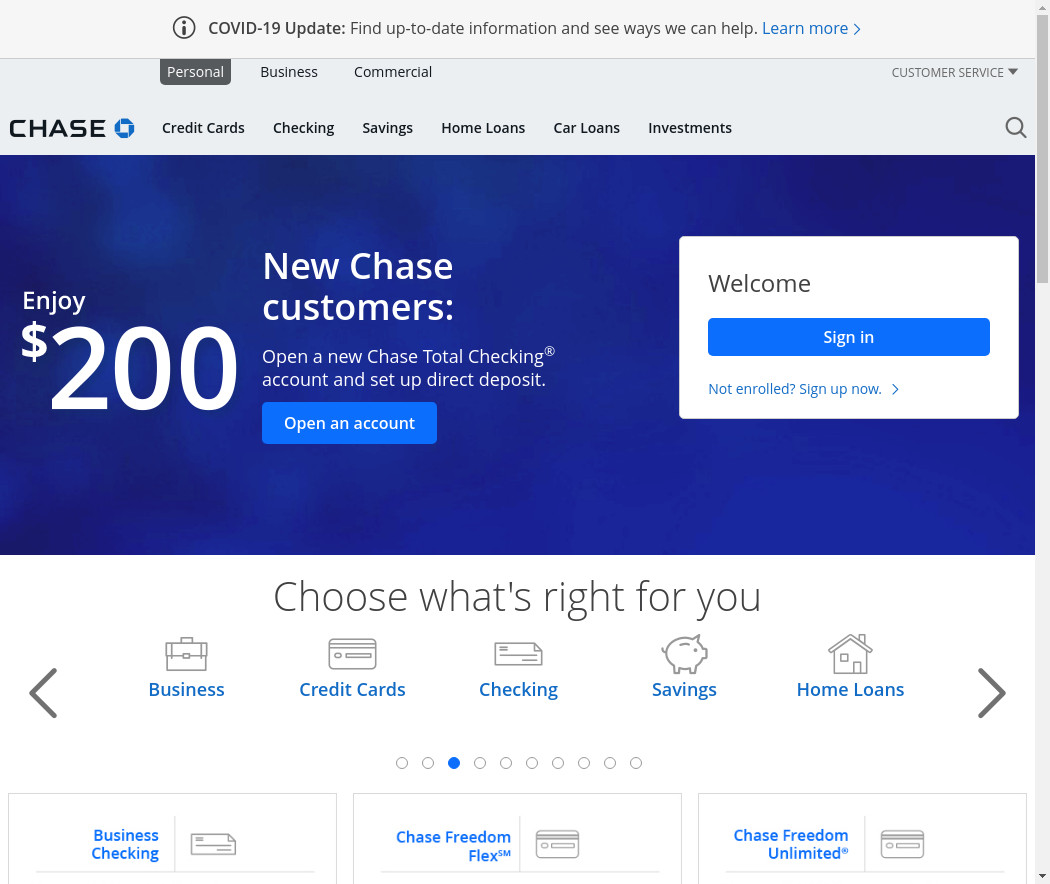 COVID-19 Update: Find up-to-date information and see ways we can help. Learn more
Personal Business Commercial CUSTOMER SERVICE
CHASE Credit Cards Checking Savings Home Loans Car Loans Investments
Enjoy
$200
New Chase
customers:
Open a new Chase Total Checking®
account and set up direct deposit.
Open an account
Welcome
Sign in
Not enrolled? Sign up now.
Choose what's right for you
Business Credit Cards Checking Savings Home Loans
Business
Checking
Chase Freedom
Flex℠
Chase Freedom
Unlimited®